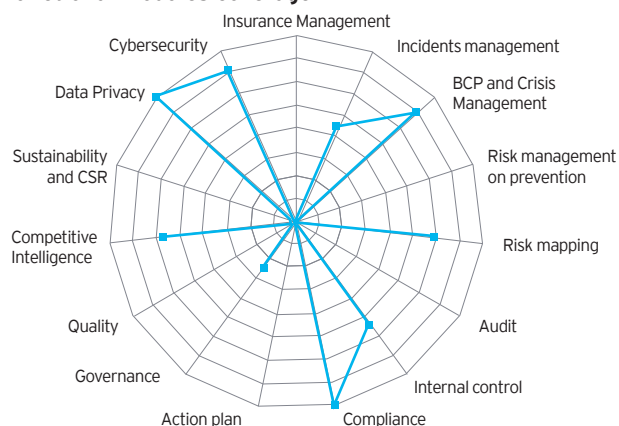 Insurance Management
Cybersecurity
Incidents management
Data Privacy
BCP and Crisis
Management
Sustainability
and CSR
Risk management
on prevention
Competitive
Intelligence
Risk mapping
Quality
Audit
Governance
Internal control
Action plan
Compliance